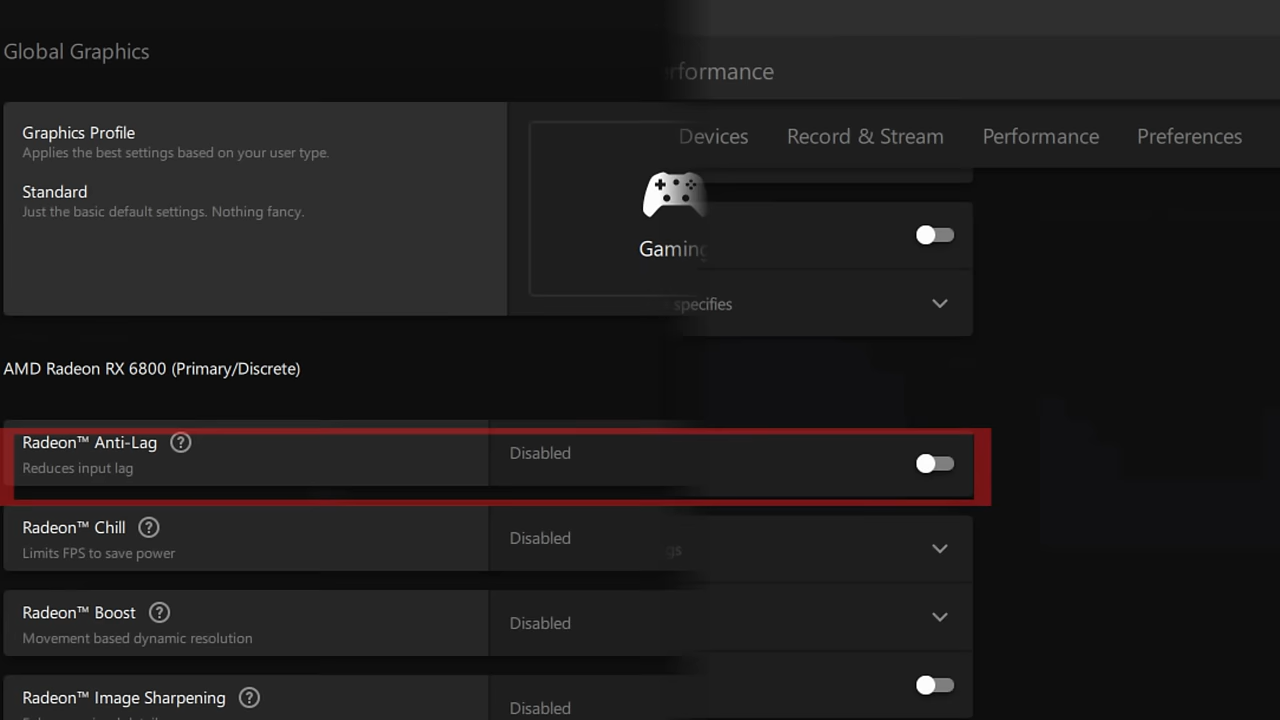 Global Graphics
rformance
Graphics Profile
Applies the best settings based on your user type.
Standard
Just the basic default settings. Nothing fancy.
Devices
Record & Stream
Performance
Preferences
Gaming
specifies
AMD Radeon RX 6800 (Primary/Discrete)
Radeon™ Anti-Lag ?
Reduces input lag
Disabled
Radeon™ Chill ?
Limits FPS to save power
Disabled
gs
Radeon™ Boost ?
Movement based dynamic resolution
Disabled
Radeon™ Image Sharpening ?
Disabled